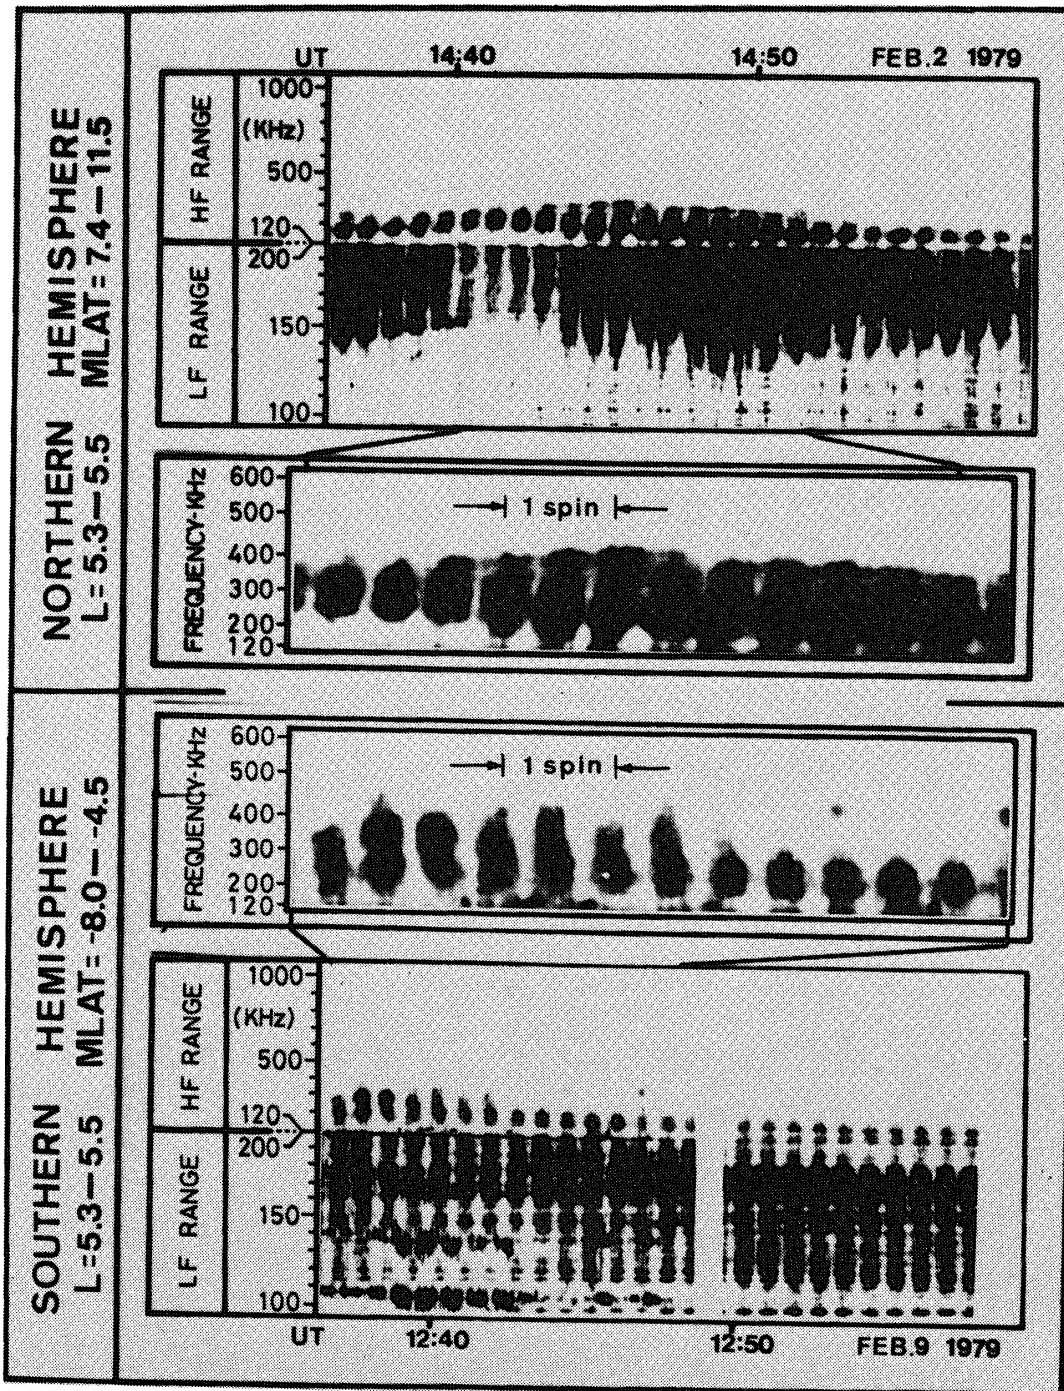 NORTHERN HEMISPHERE
L=5.3—5.5 MLAT=7.4—11.5
UT 14:40 14:50 FEB.2 1979
HF RANGE
LF RANGE
1000
(KHz)
500
120
200
150
100
FREQUENCY-KHz
600
500
400
300
200
120
1 spin
SOUTHERN HEMISPHERE
L=5.3—5.5 MLAT=-8.0—-4.5
FREQUENCY-KHz
600
500
400
300
200
120
1 spin
HF RANGE
LF RANGE
1000
(KHz)
500
120
200
150
100
UT 12:40 12:50 FEB.9 1979